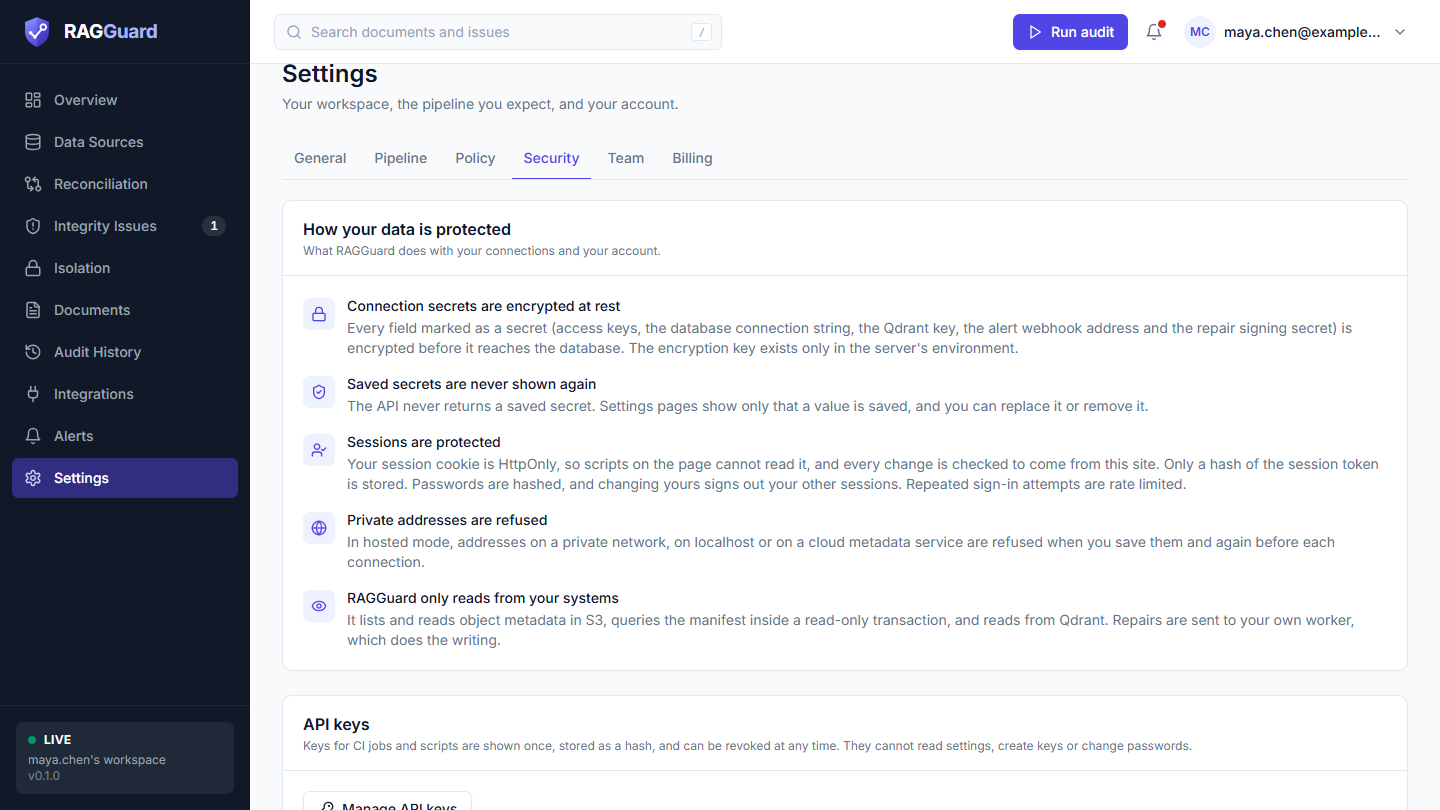 RAGGuard
Search documents and issues
/
Run audit
MC
maya.chen@example...
Overview
Data Sources
Reconciliation
Integrity Issues
1
Isolation
Documents
Audit History
Integrations
Alerts
Settings
LIVE
maya.chen's workspace
v0.1.0
Settings
Your workspace, the pipeline you expect, and your account.
General
Pipeline
Policy
Security
Team
Billing
How your data is protected
What RAGGuard does with your connections and your account.
Connection secrets are encrypted at rest
Every field marked as a secret (access keys, the database connection string, the Qdrant key, the alert webhook address and the repair signing secret) is
encrypted before it reaches the database. The encryption key exists only in the server's environment.
Saved secrets are never shown again
The API never returns a saved secret. Settings pages show only that a value is saved, and you can replace it or remove it.
Sessions are protected
Your session cookie is HttpOnly, so scripts on the page cannot read it, and every change is checked to come from this site. Only a hash of the session token
is stored. Passwords are hashed, and changing yours signs out your other sessions. Repeated sign-in attempts are rate limited.
Private addresses are refused
In hosted mode, addresses on a private network, on localhost or on a cloud metadata service are refused when you save them and again before each
connection.
RAGGuard only reads from your systems
It lists and reads object metadata in S3, queries the manifest inside a read-only transaction, and reads from Qdrant. Repairs are sent to your own worker,
which does the writing.
API keys
Keys for CI jobs and scripts are shown once, stored as a hash, and can be revoked at any time. They cannot read settings, create keys or change passwords.
Manage API keys